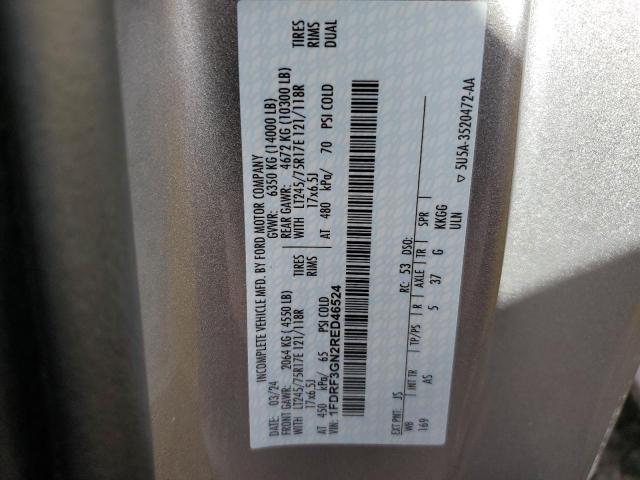 INCOMPLETE VEHICLE MFD. BY FORD MOTOR COMPANY
DATE: 03/24 GVWR: 6350 KG (14000 LB)
FRONT GAWR: 2064 KG (4550 LB) REAR GAWR: 4672 KG (10300 LB)
WITH LT245/75R17E 121/118R TIRES WITH LT245/75R17E 121/118R TIRES
17x6.5J RIMS 17x6.5J RIMS
AT 450 kPa/ 65 PSI COLD AT 480 kPa/ 70 PSI COLD DUAL
VIN: 1FDRF3GN2RED46524
EXT PNT: JS RC: 53 DSO:
WB INT TR TP/PS R AXLE TR SPR
169 AS 5 37 G KKGG
ULN
▽ 5U5A-3520472-AA